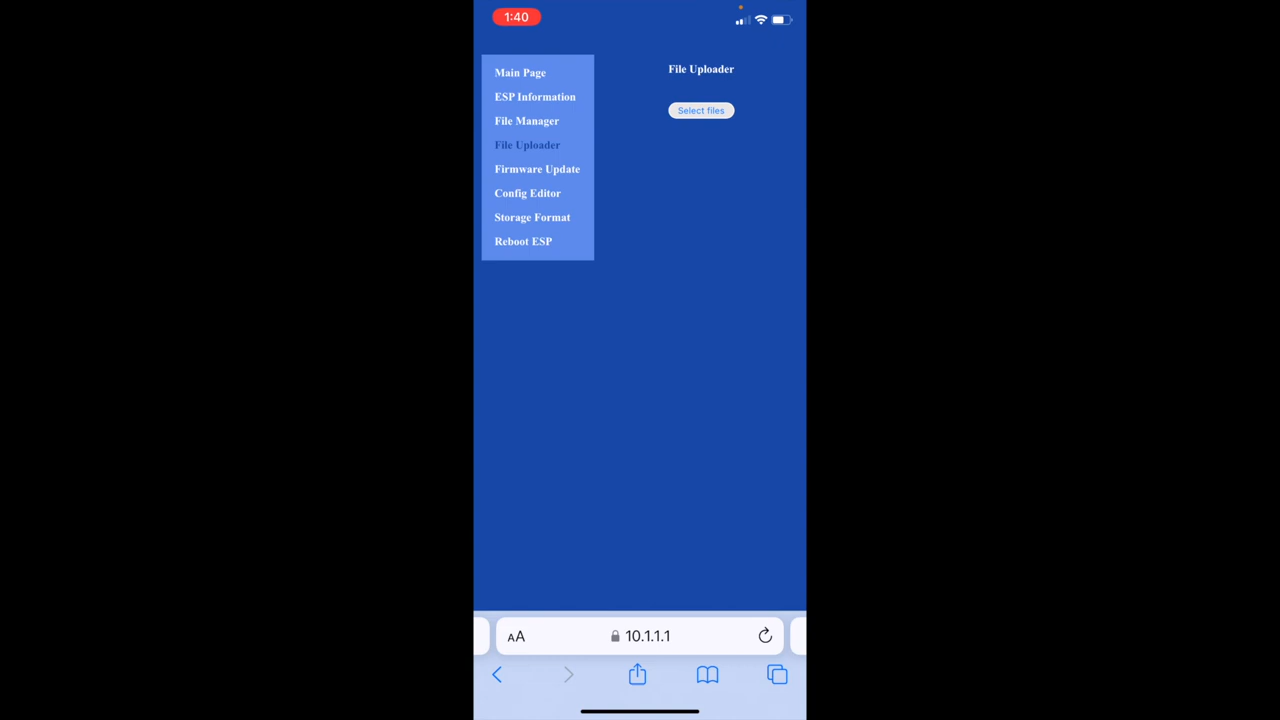 1:40
Main Page
ESP Information
File Manager
File Uploader
Firmware Update
Config Editor
Storage Format
Reboot ESP
File Uploader
Select files
AA
10.1.1.1